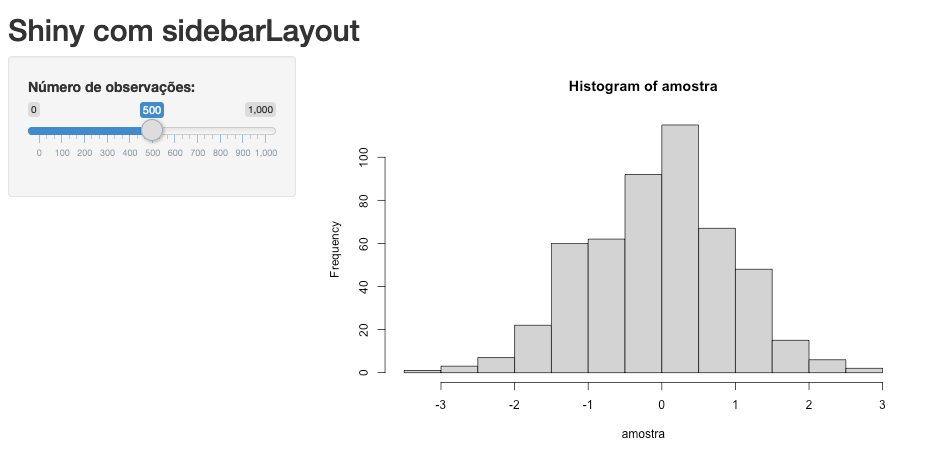 Shiny com sidebarLayout
Número de observações:
0 500 1,000
0 100 200 300 400 500 600 700 800 900 1,000
Histogram of amostra
Frequency
100
80
60
40
20
0
-3 -2 -1 0 1 2 3
amostra